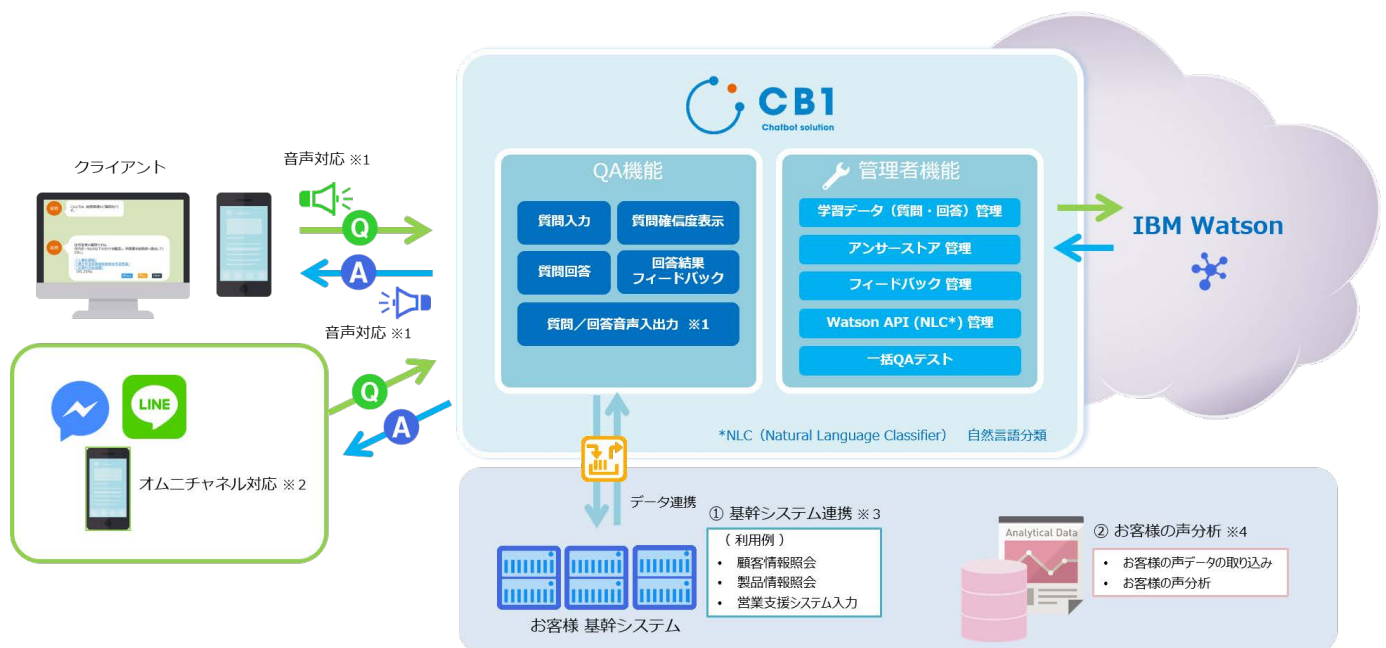 CB1
Chatbot solution
クライアント
音声対応 ※1
Q
A
音声対応 ※1
QA機能
質問入力
質問確信度表示
質問回答
回答結果
フィードバック
質問／回答音声入出力 ※1
管理者機能
学習データ（質問・回答）管理
アンサーストア 管理
フィードバック 管理
Watson API (NLC*) 管理
一括QAテスト
IBM Watson
Q
A
LINE
オムニチャネル対応 ※2
*NLC（Natural Language Classifier） 自然言語分類
データ連携
① 基幹システム連携 ※3
（ 利用例 ）
• 顧客情報照会
• 製品情報照会
• 営業支援システム入力
お客様 基幹システム
Analytical Data
② お客様の声分析 ※4
• お客様の声データの取り込み
• お客様の声分析